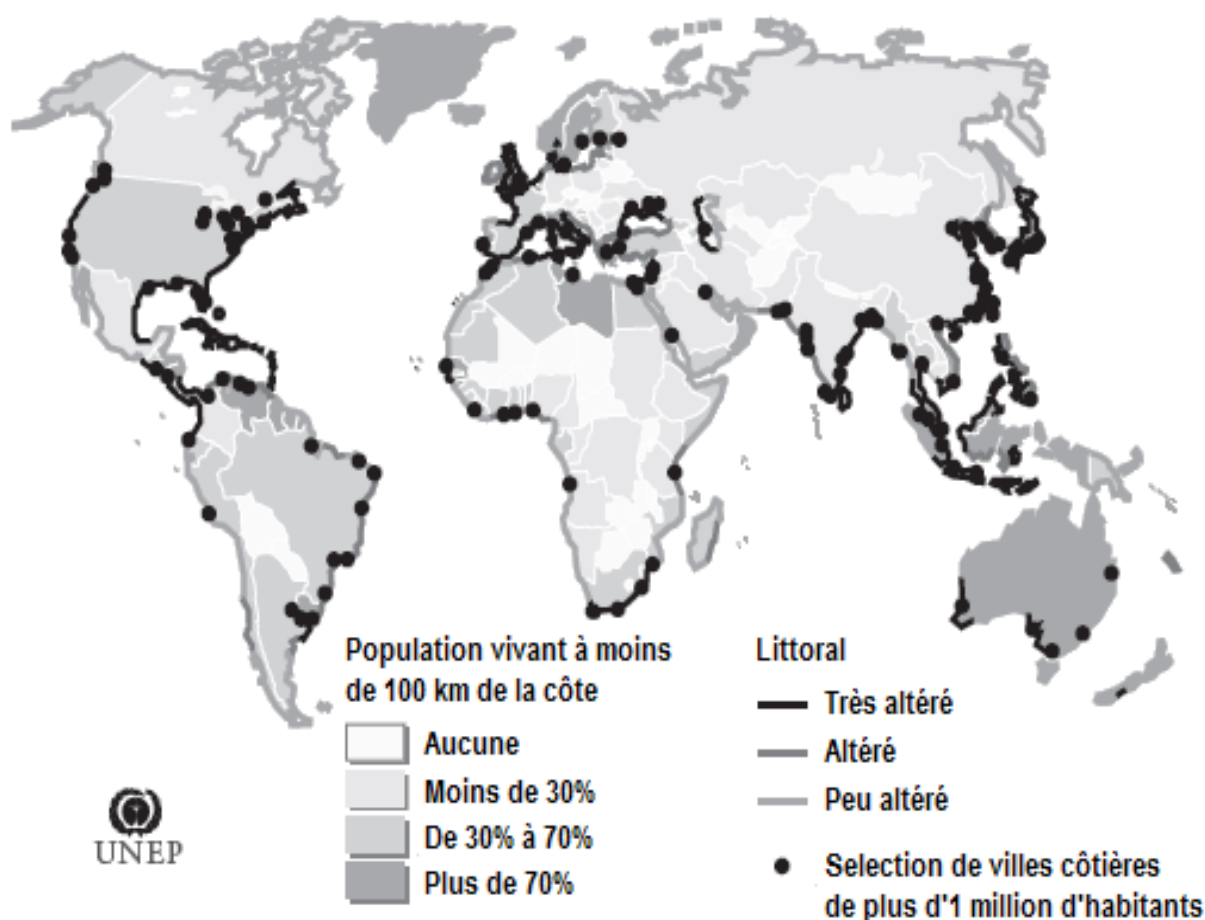 Population vivant à moins
de 100 km de la côte
Aucune
Moins de 30%
De 30% à 70%
Plus de 70%
Littoral
Très altéré
Altéré
Peu altéré
Selection de villes côtières
de plus d'1 million d'habitants
UNEP